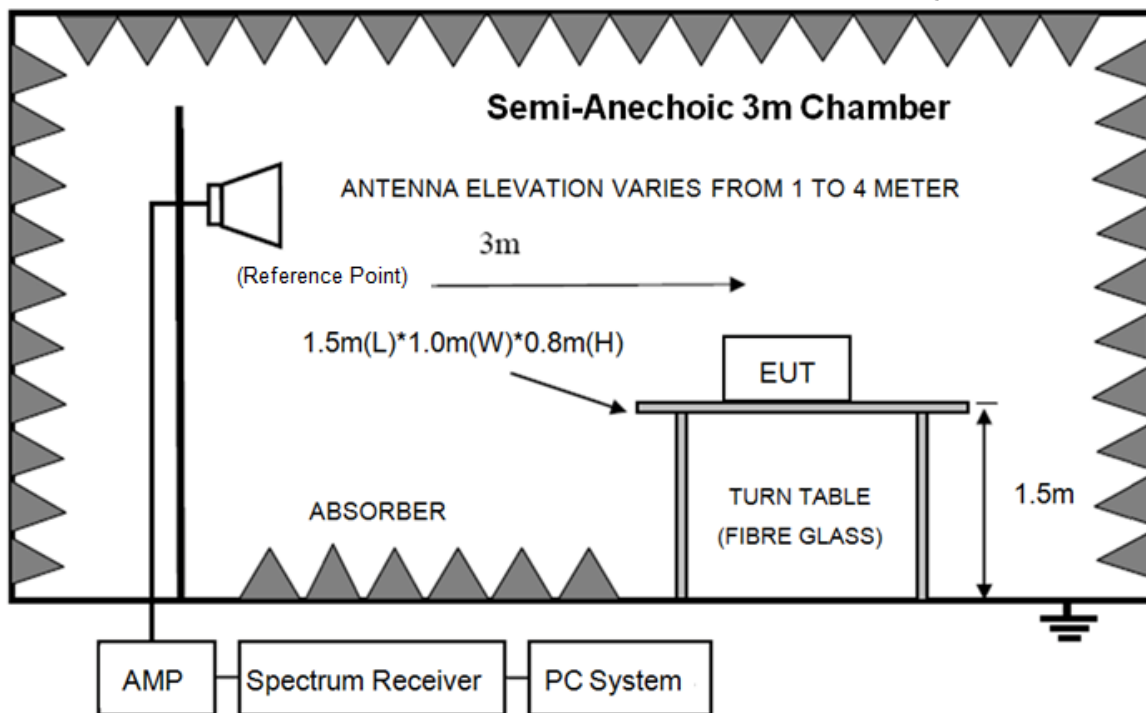 Semi-Anechoic 3m Chamber
ANTENNA ELEVATION VARIES FROM 1 TO 4 METER
3m
(Reference Point)
1.5m(L)*1.0m(W)*0.8m(H)
EUT
TURN TABLE
(FIBRE GLASS)
1.5m
ABSORBER
AMP
Spectrum Receiver
PC System